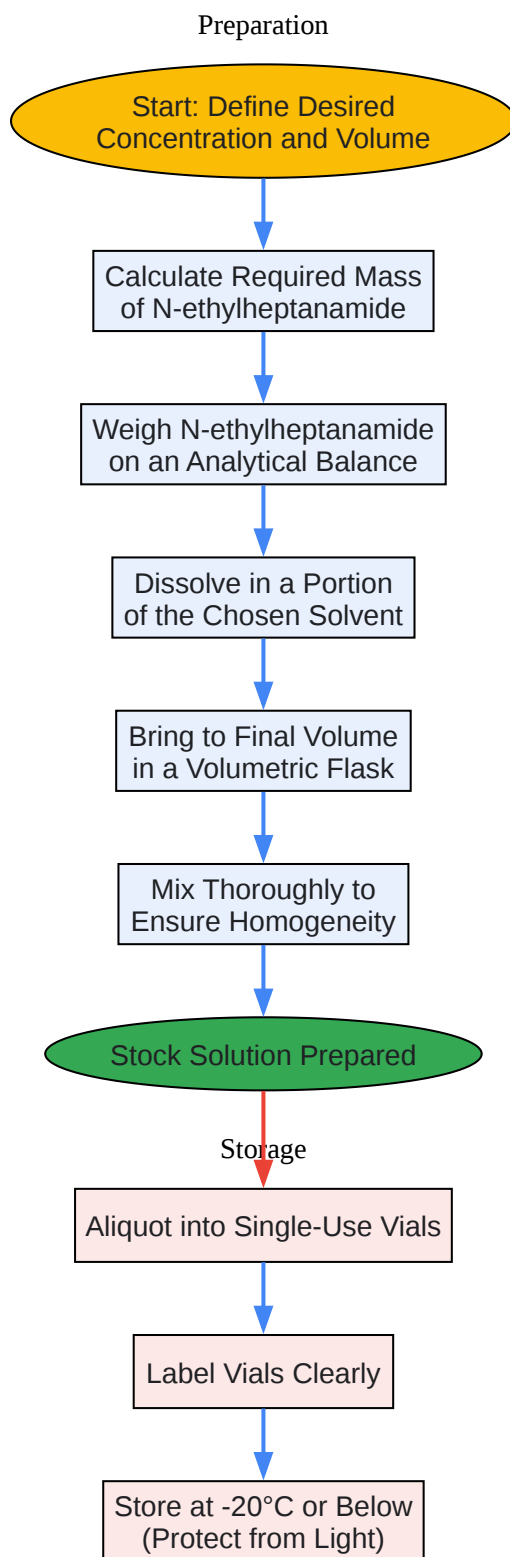 Preparation
Start: Define Desired
Concentration and Volume
Calculate Required Mass
of N-ethylheptanamide
Weigh N-ethylheptanamide
on an Analytical Balance
Dissolve in a Portion
of the Chosen Solvent
Bring to Final Volume
in a Volumetric Flask
Mix Thoroughly to
Ensure Homogeneity
Stock Solution Prepared
Storage
Aliquot into Single-Use Vials
Label Vials Clearly
Store at -20°C or Below
(Protect from Light)